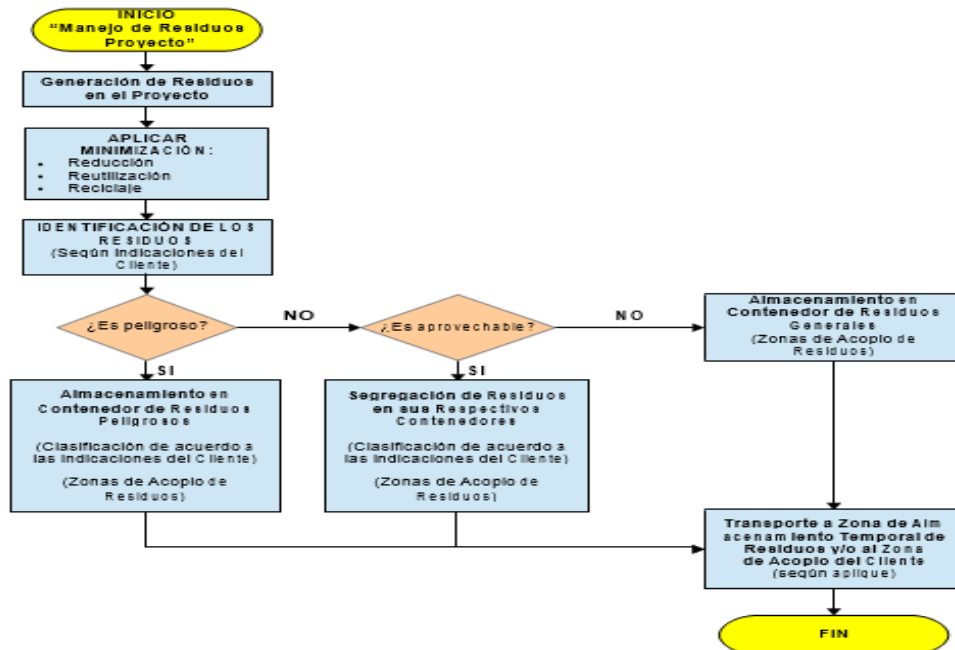 INICIO
“Manejo de Residuos
Proyecto”
Generación de Residuos
en el Proyecto
APLICAR
MINIMIZACIÓN:
• Reducción
• Reutilización
• Reciclaje
IDENTIFICACIÓN DE LOS
RESIDUOS
(Según indicaciones del
Cliente)
¿Es peligroso?
NO
¿Es aprovechable?
NO
Almacenamiento en
Contenedor de Residuos
Generales
(Zonas de Acopio de
Residuos)
SI
SI
Almacenamiento en
Contenedor de Residuos
Peligrosos
(Clasificación de acuerdo a
las indicaciones del Cliente)
(Zonas de Acopio de
Residuos)
Segregación de Residuos
en sus Respectivos
Contenedores
(Clasificación de acuerdo a
las indicaciones del Cliente)
(Zonas de Acopio de
Residuos)
Transporte a Zona de Alm
acenamiento Temporal de
Residuos y/o al Zona
de Acopio del Cliente
(según aplique)
FIN